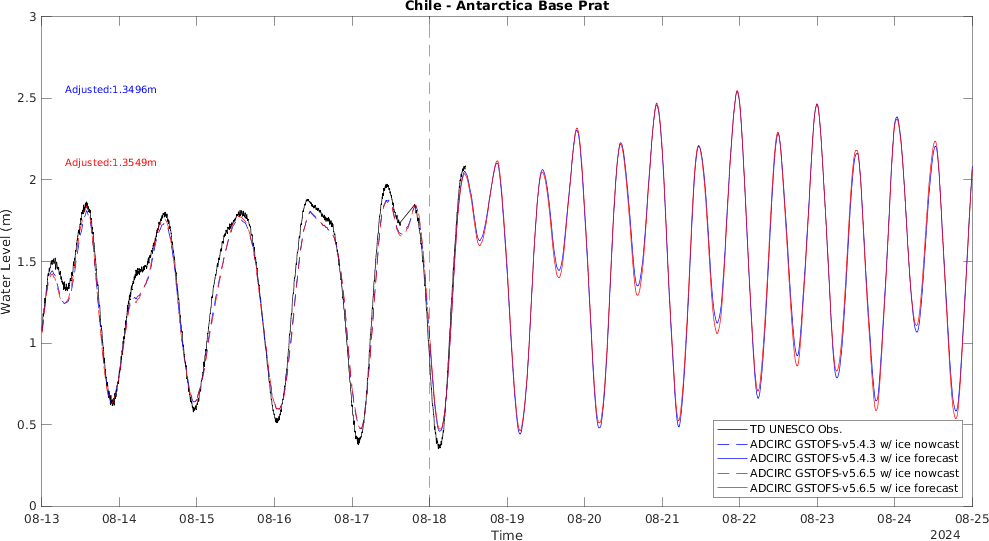 Chile - Antarctica Base Prat
3
2.5
2
1.5
1
0.5
0
Water Level (m)
Adjusted:1.3496m
Adjusted:1.3549m
TD UNESCO Obs.
ADCIRC GSTOFS-v5.4.3 w/ ice nowcast
ADCIRC GSTOFS-v5.4.3 w/ ice forecast
ADCIRC GSTOFS-v5.6.5 w/ ice nowcast
ADCIRC GSTOFS-v5.6.5 w/ ice forecast
08-13 08-14 08-15 08-16 08-17 08-18 08-19 08-20 08-21 08-22 08-23 08-24 08-25
Time
2024